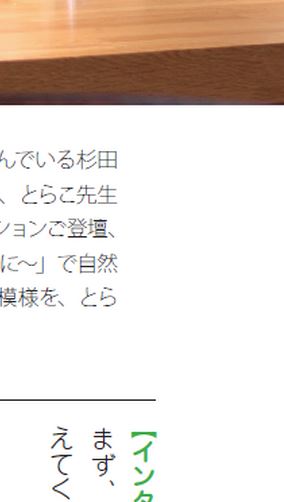 んでいる杉田
、とらこ先生
ションご登壇、
に～」で自然
模様を、とら
【インタ
まず、
えてく